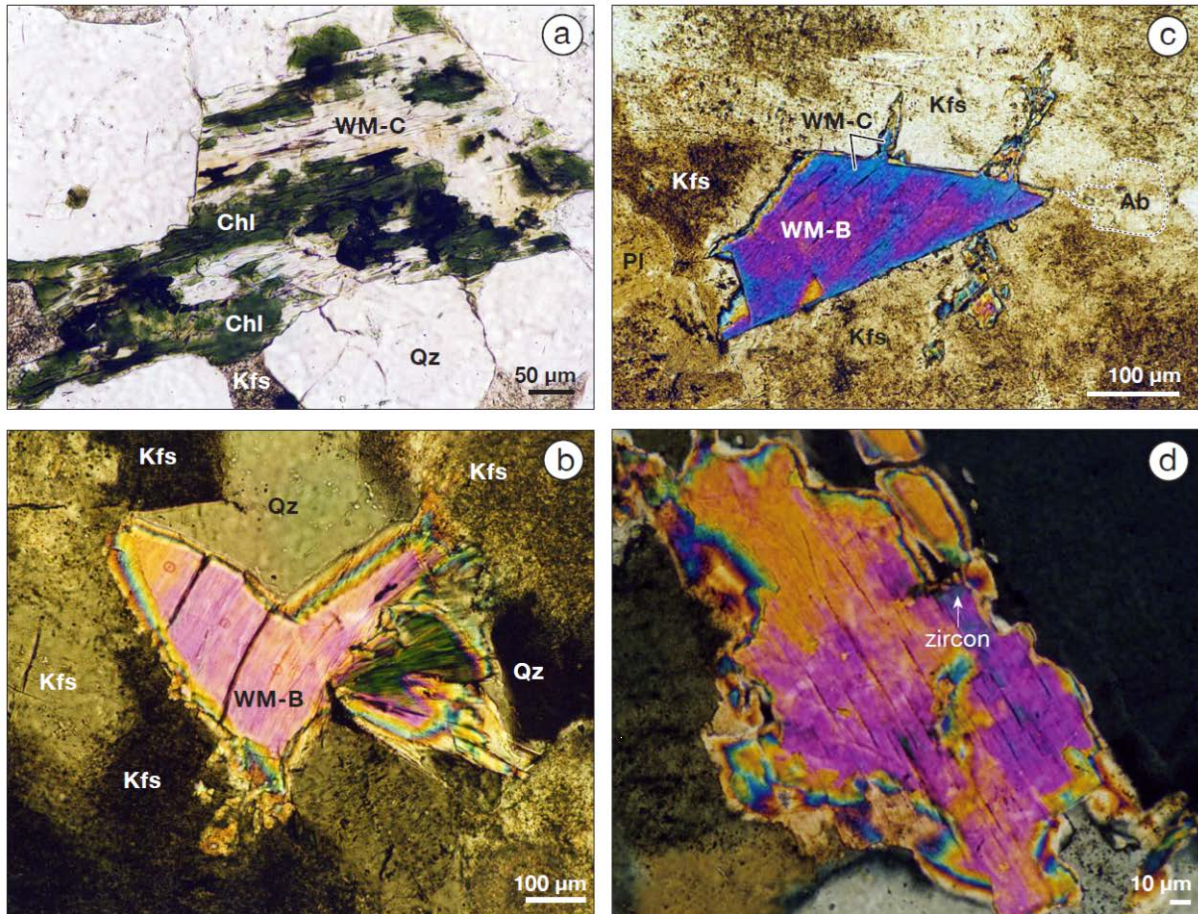 a
WM-C
Chl
Chl
Qz
Kfs
50 µm
c
Kfs
WM-C
Kfs
Ab
WM-B
Pl
Kfs
100 µm
b
Kfs
Kfs
Qz
Kfs
Qz
WM-B
Kfs
100 µm
d
zircon
10 µm